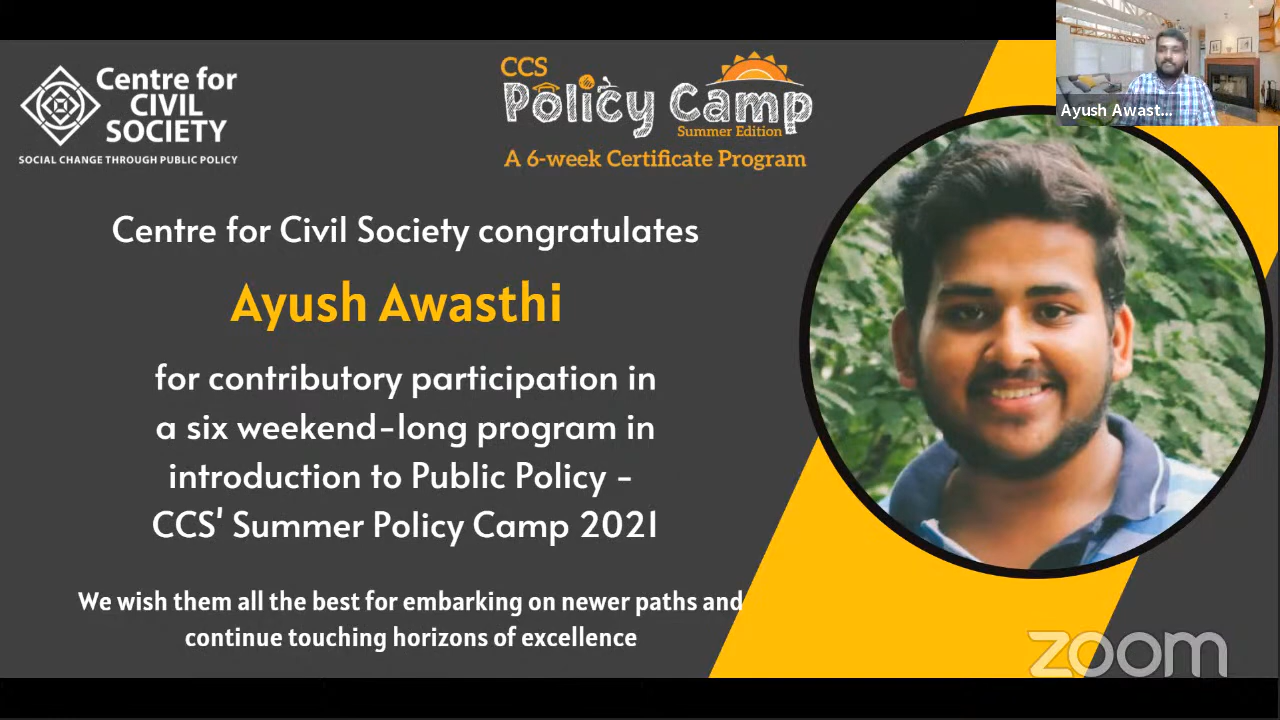 Centre for
CIVIL
SOCIETY
SOCIAL CHANGE THROUGH PUBLIC POLICY
CCS
Policy Camp
Summer Edition
A 6-week Certificate Program
Ayush Awast...
Centre for Civil Society congratulates
Ayush Awasthi
for contributory participation in
a six weekend-long program in
introduction to Public Policy -
CCS' Summer Policy Camp 2021
We wish them all the best for embarking on newer paths and
continue touching horizons of excellence
zoom